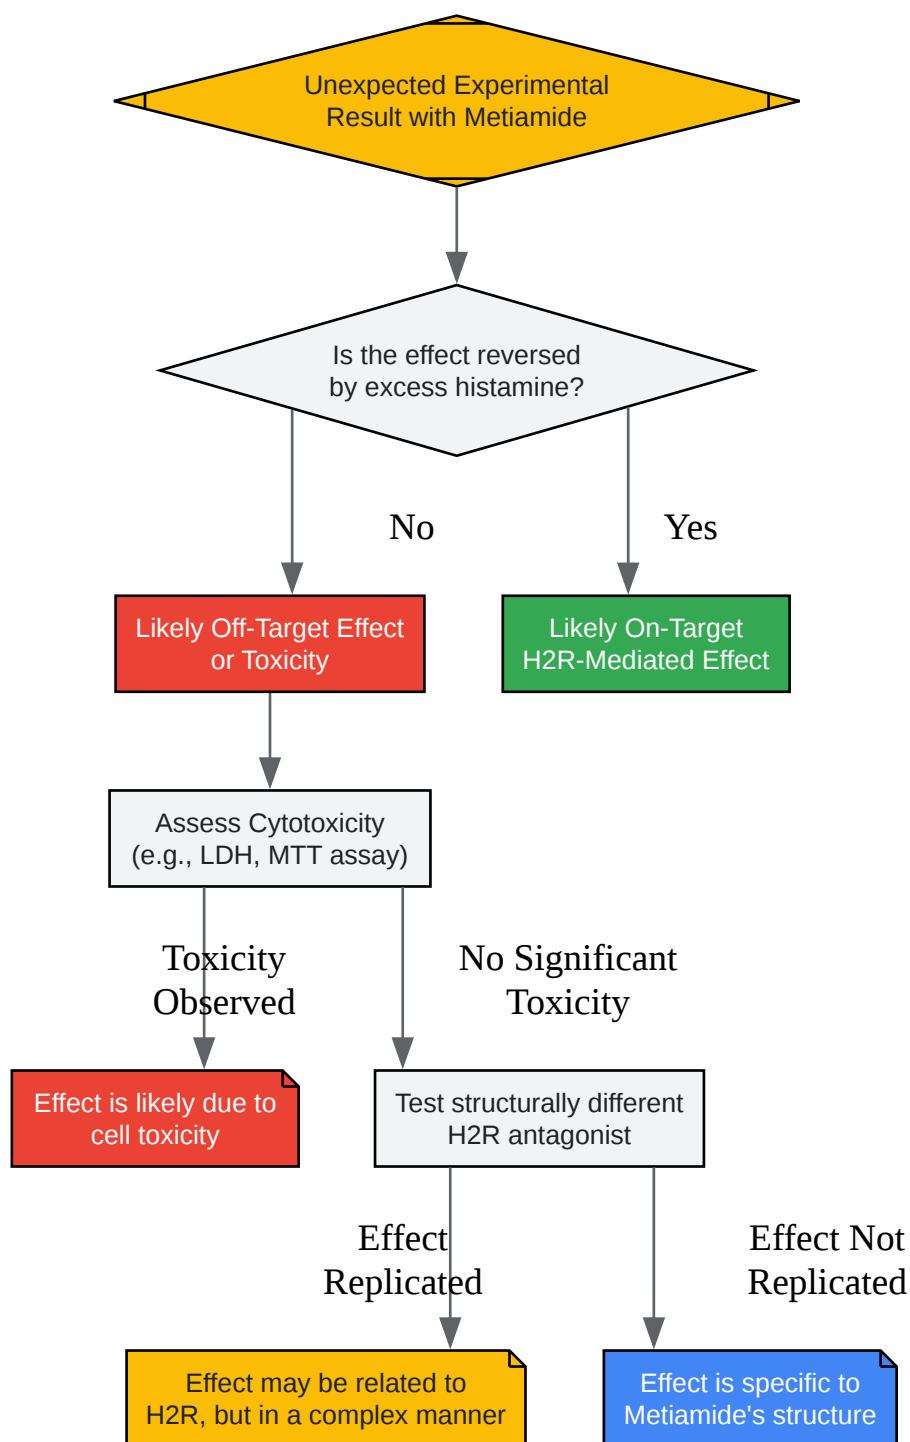 Unexpected Experimental
Result with Metiamide
Is the effect reversed
by excess histamine?
No
Yes
Likely Off-Target Effect
or Toxicity
Likely On-Target
H2R-Mediated Effect
Assess Cytotoxicity
(e.g., LDH, MTT assay)
Toxicity
Observed
No Significant
Toxicity
Effect is likely due to
cell toxicity
Test structurally different
H2R antagonist
Effect
Replicated
Effect Not
Replicated
Effect may be related to
H2R, but in a complex manner
Effect is specific to
Metiamide's structure